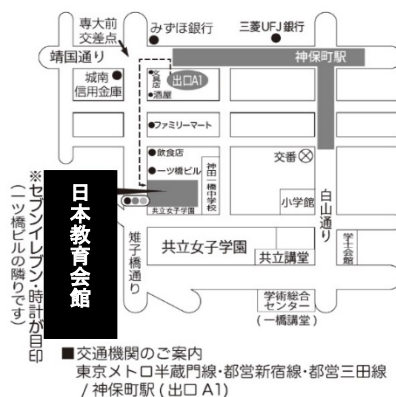 専大前
交差点
みずほ銀行
三菱UFJ銀行
靖国通り
神保町駅
城南
信用金庫
文具店
出口A1
酒屋
ファミリーマート
飲食店
一ツ橋ビル
神田一橋中学校
交番
小学館
白山通り
日本教育会館
※セブンイレブン・時計が目印
(一ツ橋ビルの隣りです)
共立女子学園
雉子橋通り
共立女子学園
共立講堂
学士会館
学術総合
センター
(一橋講堂)
■交通機関のご案内
東京メトロ半蔵門線・都営新宿線・都営三田線
/ 神保町駅 ( 出口 A1)